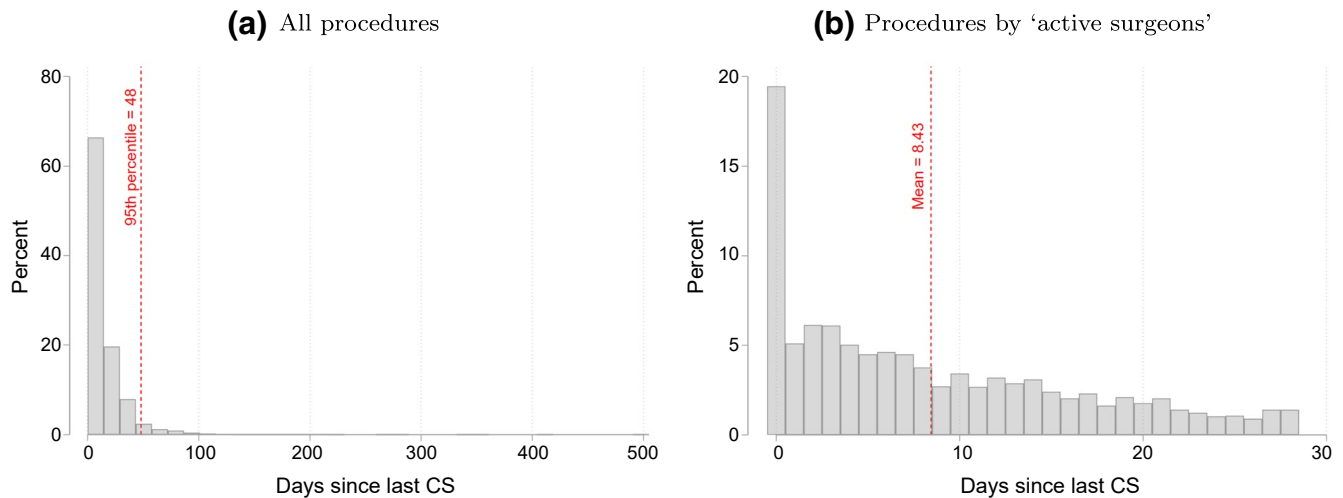 (a) All procedures
80
60
40
20
0
Percent
95th percentile = 48
0 100 200 300 400 500
Days since last CS
(b) Procedures by ‘active surgeons’
20
15
10
5
0
Percent
Mean = 8.43
0 10 20 30
Days since last CS